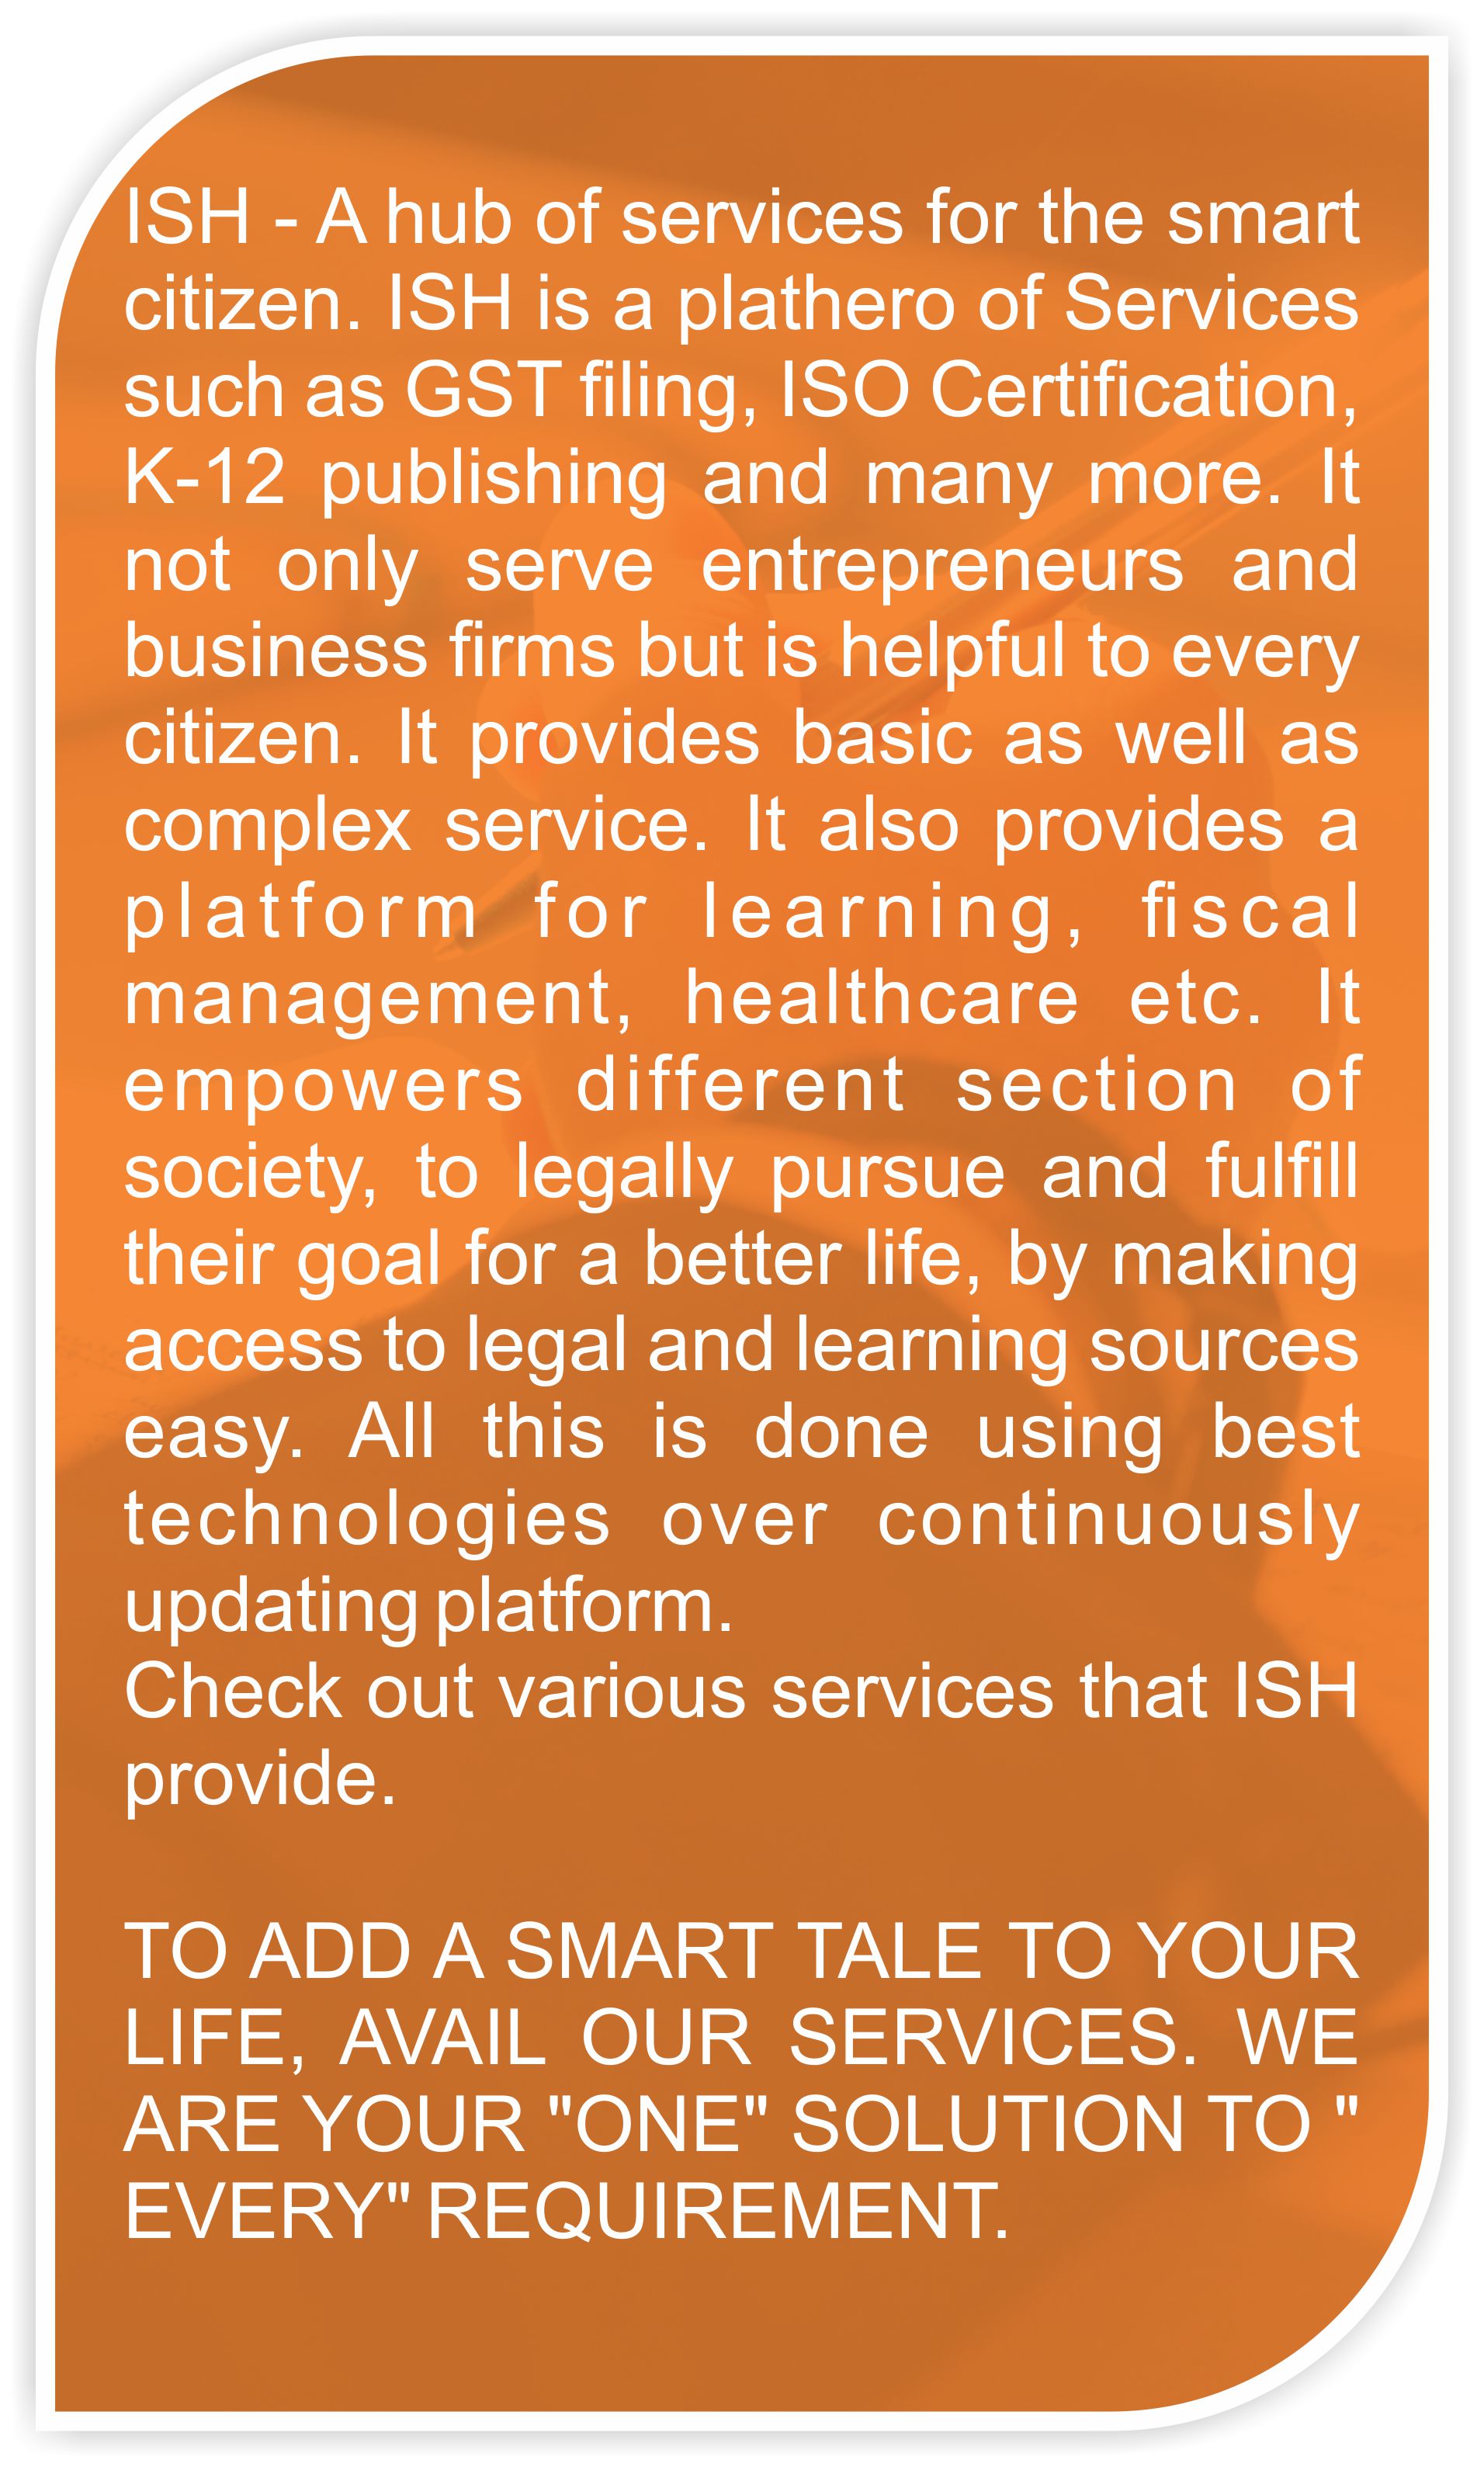 ISH - A hub of services for the smart
citizen. ISH is a plathero of Services
such as GST filing, ISO Certification,
K-12 publishing and many more. It
not only serve entrepreneurs and
business firms but is helpful to every
citizen. It provides basic as well as
complex service. It also provides a
platform for learning, fiscal
management, healthcare etc. It
empowers different section of
society, to legally pursue and fulfill
their goal for a better life, by making
access to legal and learning sources
easy. All this is done using best
technologies over continuously
updating platform.
Check out various services that ISH
provide.
TO ADD A SMART TALE TO YOUR
LIFE, AVAIL OUR SERVICES. WE
ARE YOUR "ONE" SOLUTION TO "
EVERY" REQUIREMENT.